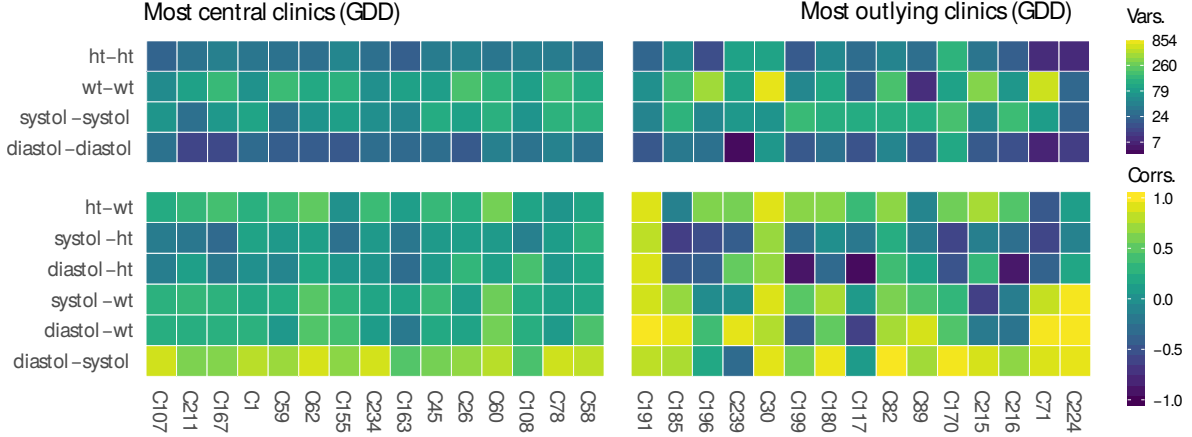 Most central clinics (GDD)
Most outlying clinics (GDD)
Vars.
ht−ht
wt−wt
systol−systol
diastol−diastol
854
260
79
24
7
Corrs.
ht−wt
systol−ht
diastol−ht
systol−wt
diastol−wt
diastol−systol
1.0
0.5
0.0
−0.5
−1.0
C107 C211 C167 C1 C59 C62 C155 C234 C163 C45 C26 C60 C108 C78 C58
C191 C185 C196 C239 C30 C199 C180 C117 C82 C89 C170 C215 C216 C71 C224